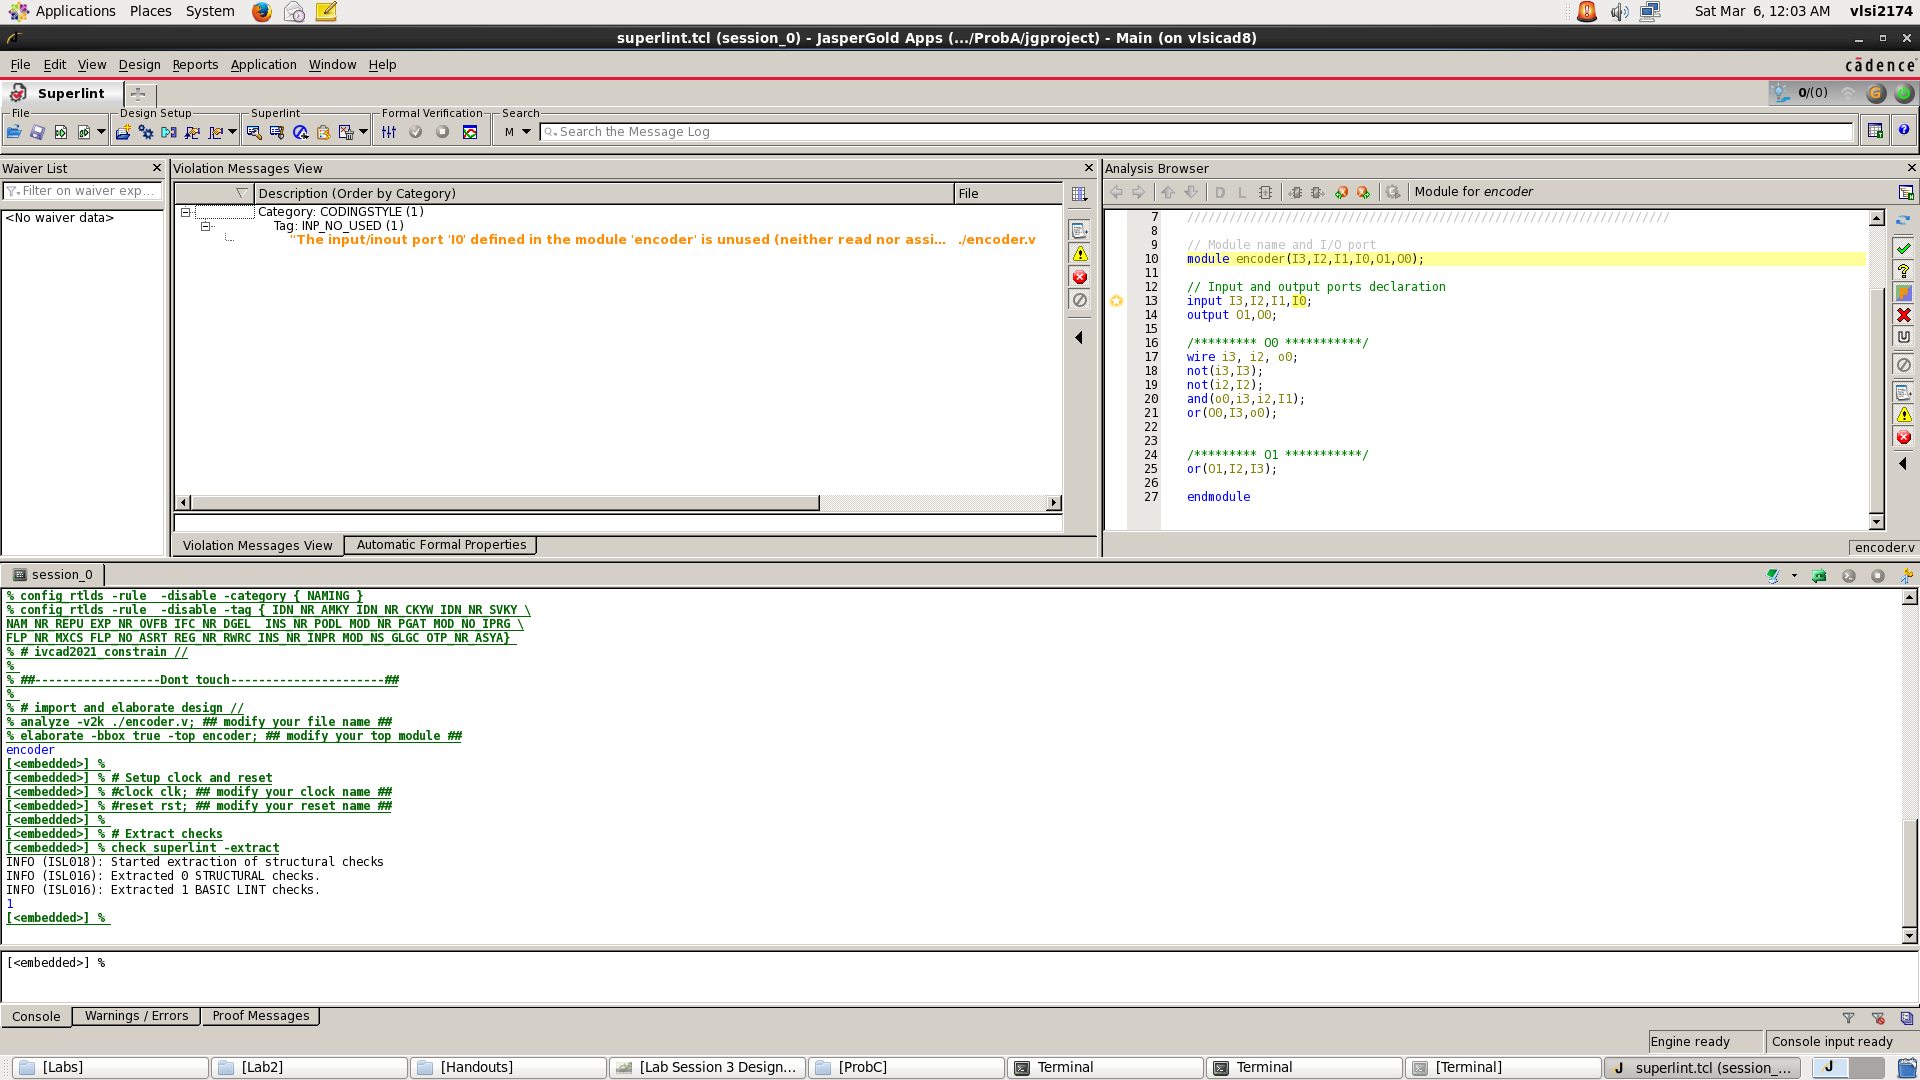 Applications Places System
Sat Mar 6, 12:03 AM vlsi2174
superlint.tcl (session_0) - JasperGold Apps (.../ProbA/jgproject) - Main (on vlsicad8)
File Edit View Design Reports Application Window Help
cādence
Superlint
0/(0)
File Design Setup Superlint Formal Verification Search
M Search the Message Log
Waiver List
Filter on waiver exp...
<No waiver data>
Violation Messages View
Description (Order by Category) File
Category: CODINGSTYLE (1)
Tag: INP_NO_USED (1)
"The input/inout port 'I0' defined in the module 'encoder' is unused (neither read nor assi... ./encoder.v
Violation Messages View Automatic Formal Properties
Analysis Browser
D L Module for encoder
7 /////////////////////////////////////////////////////////////////////
8
9 // Module name and I/O port
10 module encoder(I3,I2,I1,I0,O1,O0);
11
12 // Input and output ports declaration
13 input I3,I2,I1,I0;
14 output O1,O0;
15
16 /********* O0 ***********/
17 wire i3, i2, o0;
18 not(i3,I3);
19 not(i2,I2);
20 and(o0,i3,i2,I1);
21 or(O0,I3,o0);
22
23
24 /********* O1 ***********/
25 or(O1,I2,I3);
26
27 endmodule
encoder.v
session_0
% config_rtlds -rule  -disable -category { NAMING }
% config_rtlds -rule  -disable -tag { IDN_NR_AMKY IDN_NR_CKYW IDN_NR_SVKY \
NAM_NR_REPU EXP_NR_OVFB IFC_NR_DGEL  INS_NR_PODL MOD_NR_PGAT MOD_NO_IPRG \
FLP_NR_MXCS FLP_NO_ASRT REG_NR_RWRC INS_NR_INPR MOD_NS_GLGC OTP_NR_ASYA}
% # ivcad2021_constrain //
%
% ##------------------Dont touch----------------------##
%
% # import and elaborate design //
% analyze -v2k ./encoder.v; ## modify your file name ##
% elaborate -bbox true -top encoder; ## modify your top module ##
encoder
[<embedded>] %
[<embedded>] % # Setup clock and reset
[<embedded>] % #clock clk; ## modify your clock name ##
[<embedded>] % #reset rst; ## modify your reset name ##
[<embedded>] %
[<embedded>] % # Extract checks
[<embedded>] % check_superlint -extract
INFO (ISL018): Started extraction of structural checks
INFO (ISL016): Extracted 0 STRUCTURAL checks.
INFO (ISL016): Extracted 1 BASIC LINT checks.
1
[<embedded>] %
[<embedded>] %
Console Warnings / Errors Proof Messages
Engine ready Console input ready
[Labs] [Lab2] [Handouts] [Lab Session 3 Design... [ProbC] Terminal Terminal [Terminal] superlint.tcl (session_...